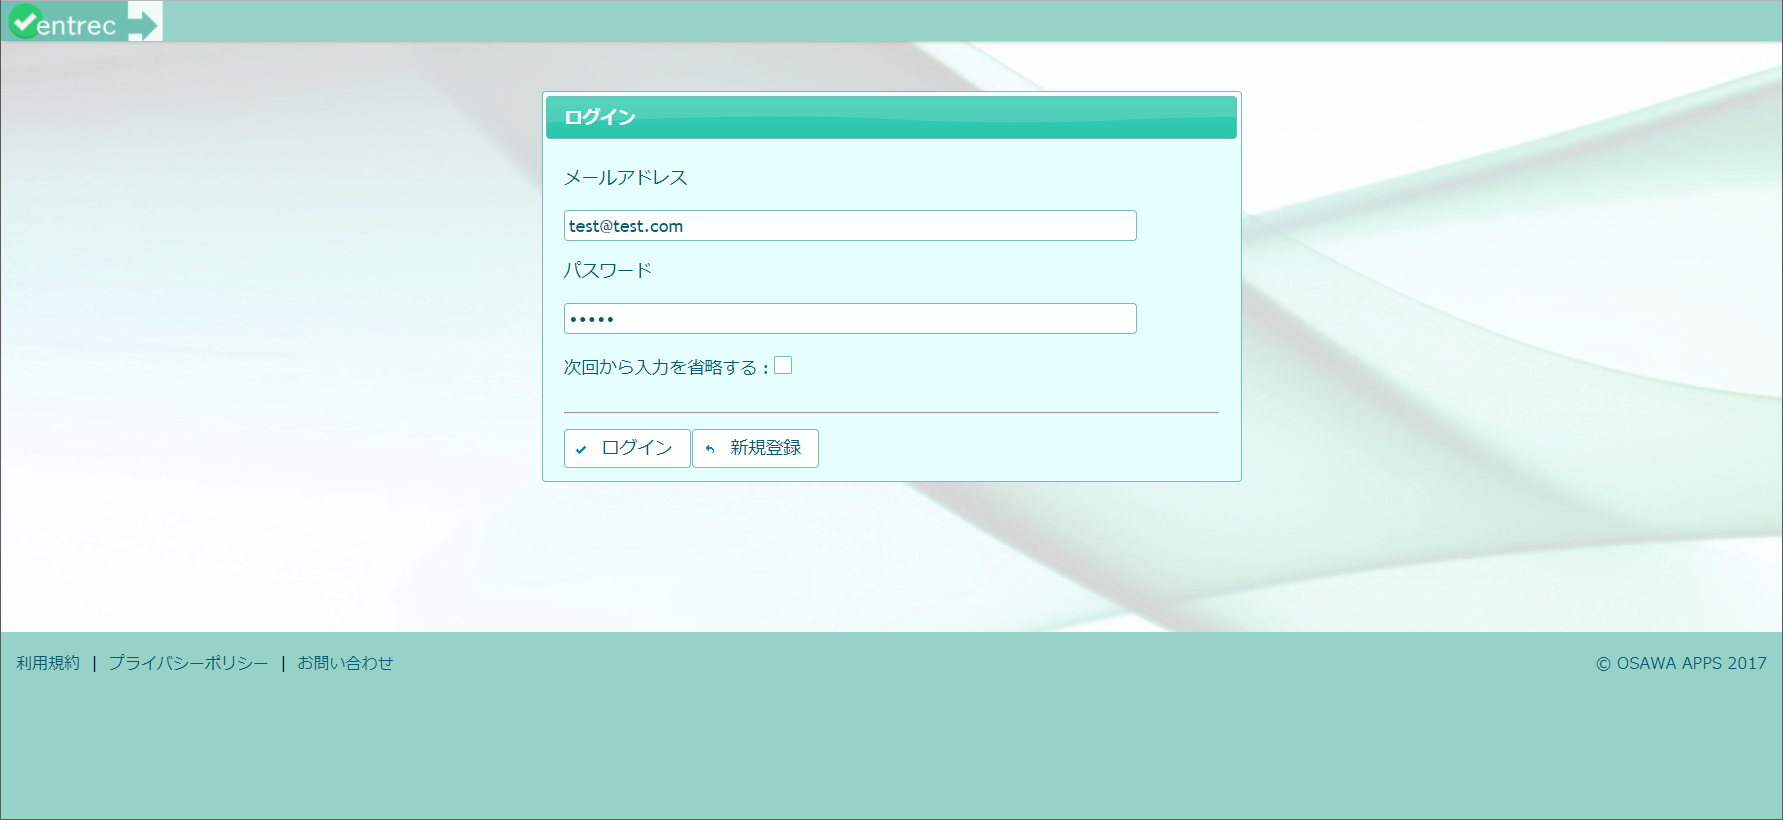 entrec
ログイン
メールアドレス
test@test.com
パスワード
•••••
次回から入力を省略する :
ログイン 新規登録
利用規約 | プライバシーポリシー | お問い合わせ
© OSAWA APPS 2017